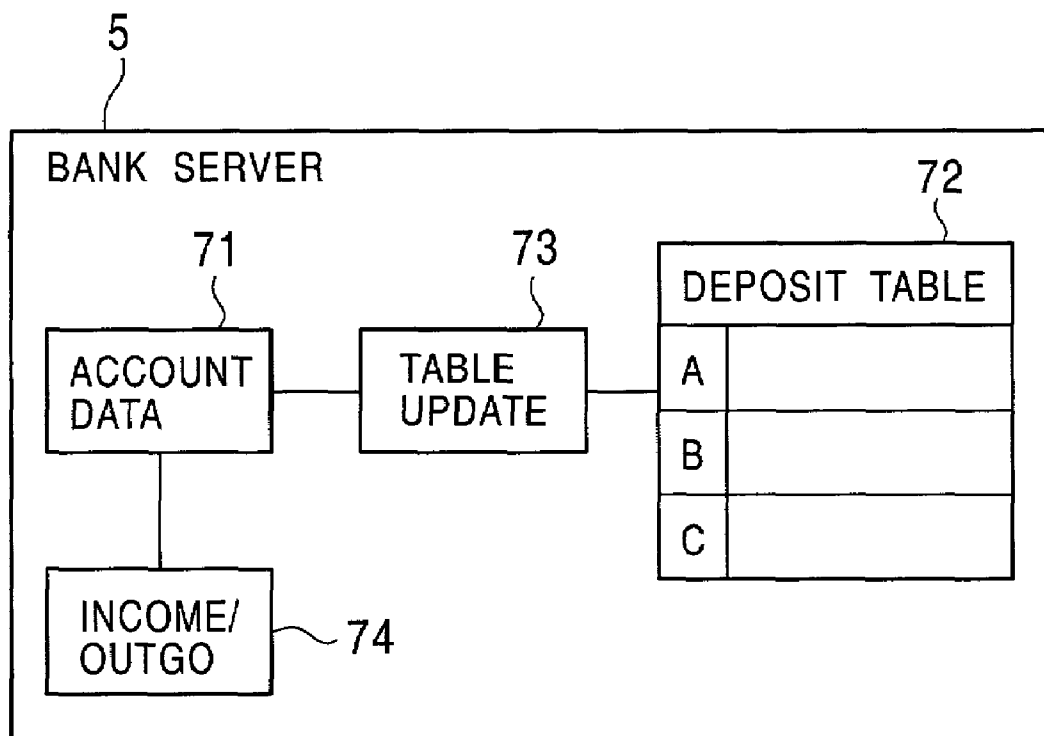 5
BANK SERVER
72
71
73
DEPOSIT TABLE
ACCOUNT
DATA
TABLE
UPDATE
A
B
C
INCOME/
OUTGO
74